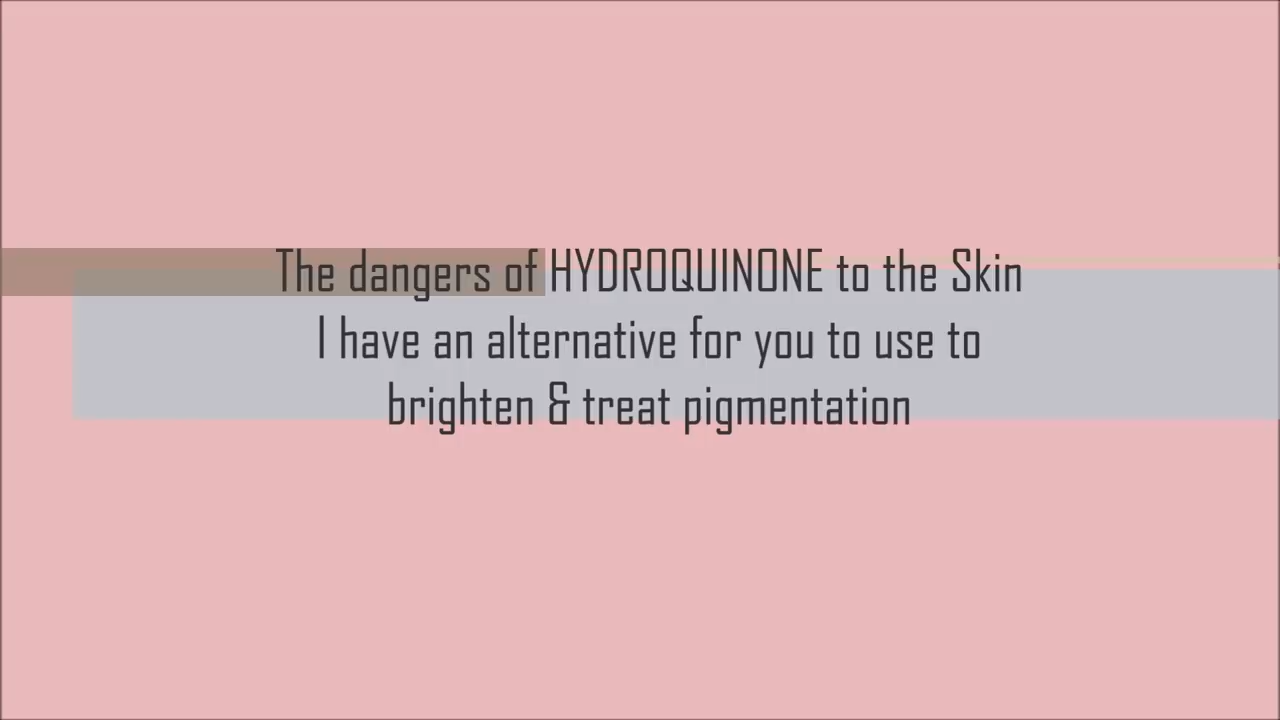 The dangers of HYDROQUINONE to the Skin
I have an alternative for you to use to
brighten & treat pigmentation